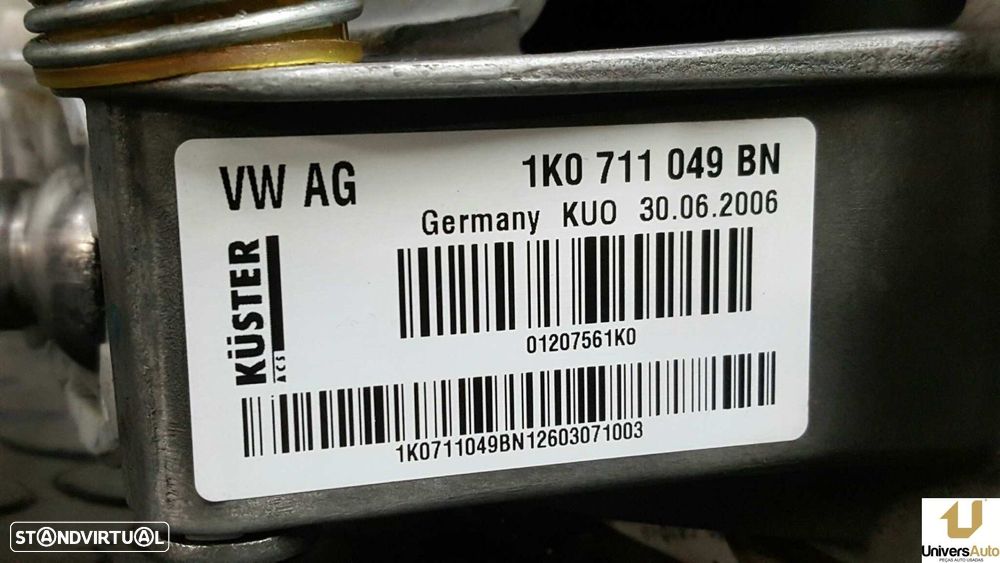 VW AG
1K0 711 049 BN
Germany KUO 30.06.2006
KÜSTER
ACS
01207561K0
1K0711049BN12603071003
STANDVIRTUAL
UniversAuto
PEÇAS AUTO USADAS